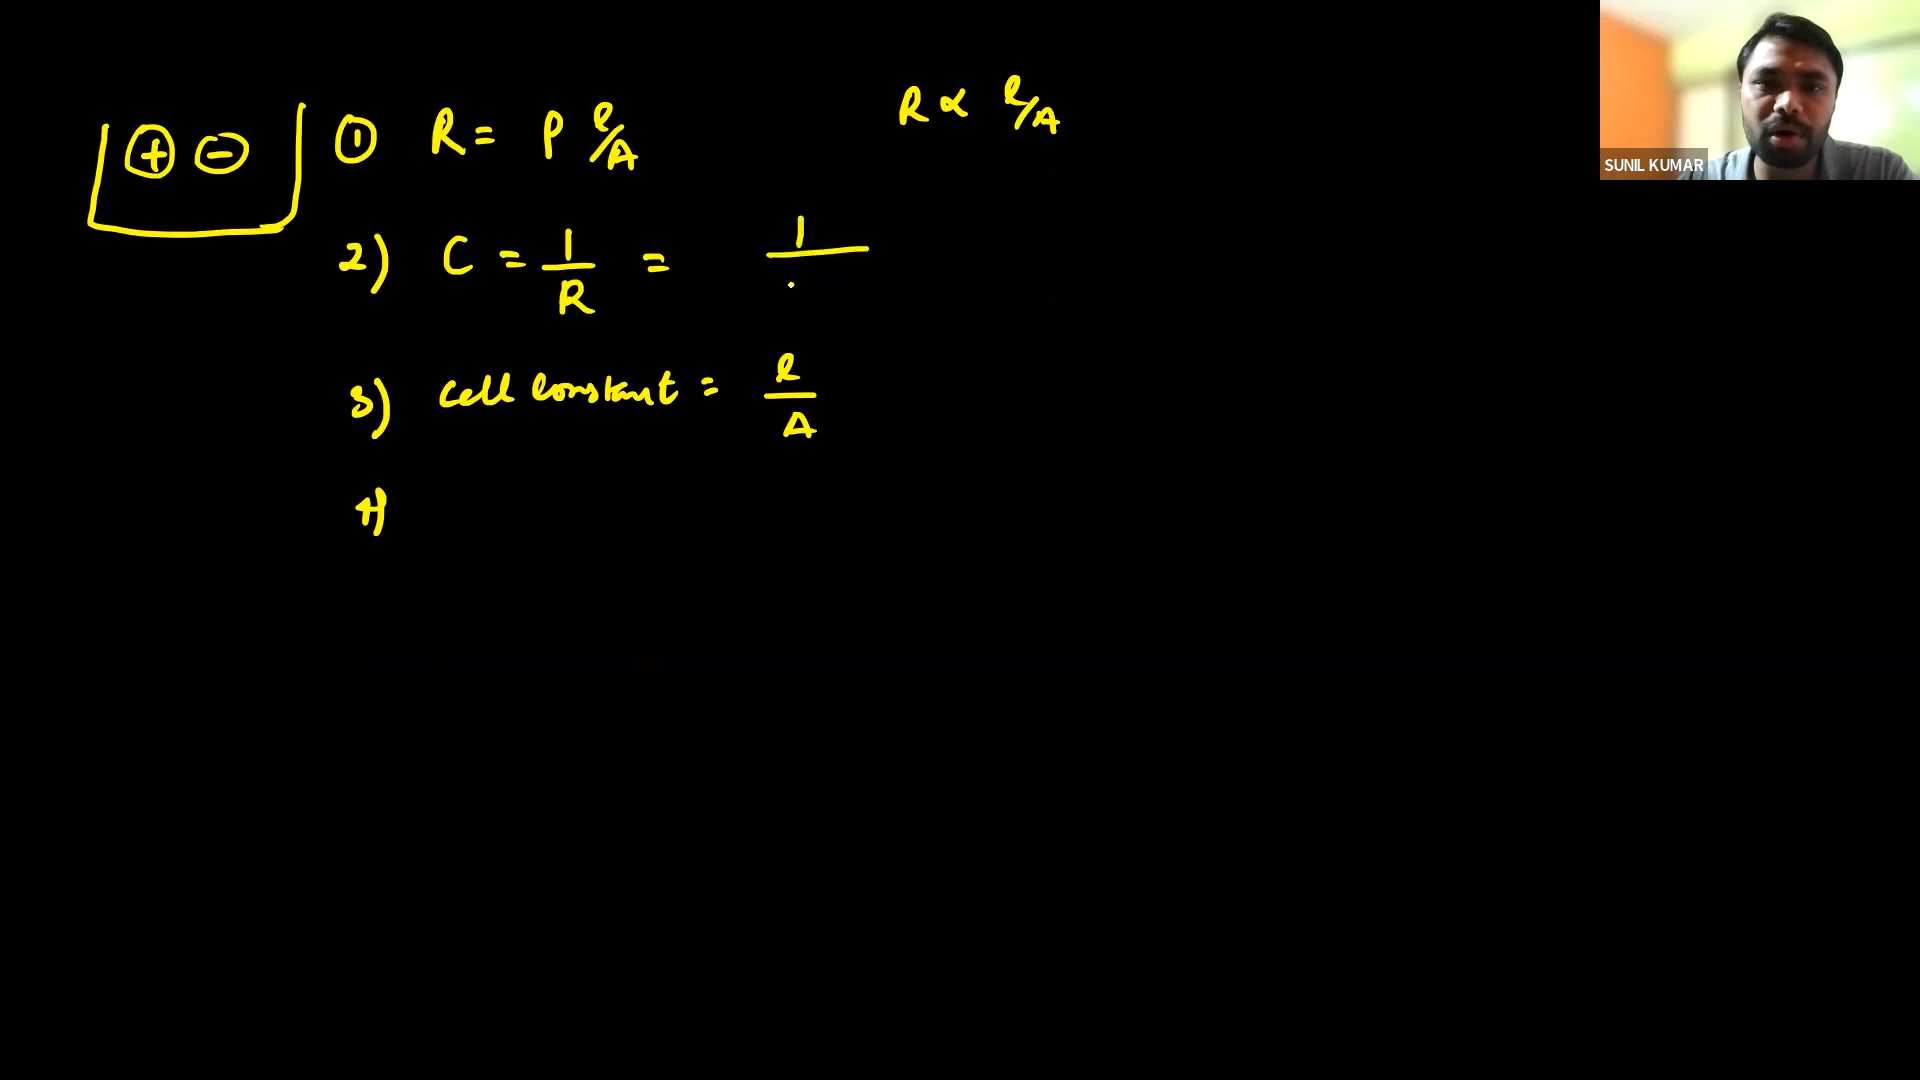 + - ① R = ρ l/A R ∝ l/A
2) C = 1/R = 1/
3) Cell Constant = l/A
4)
SUNIL KUMAR